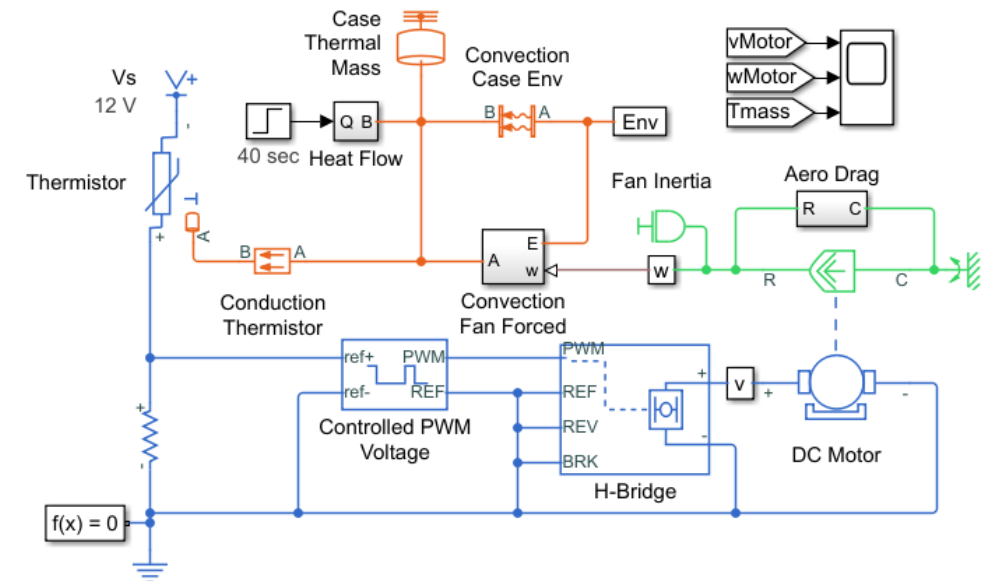 Case
Thermal
Mass
Convection
Case Env
vMotor
wMotor
Tmass
Vs
12 V
+
-
B
A
Q B
Env
40 sec
Heat Flow
Thermistor
T
A
+
Fan Inertia
Aero Drag
R
C
B
A
A
E
w
w
R
C
Conduction
Thermistor
Convection
Fan Forced
ref+
PWM
ref-
REF
Controlled PWM
Voltage
PWM
REF
REV
BRK
+
-
H-Bridge
v
+
-
DC Motor
+
-
f(x) = 0